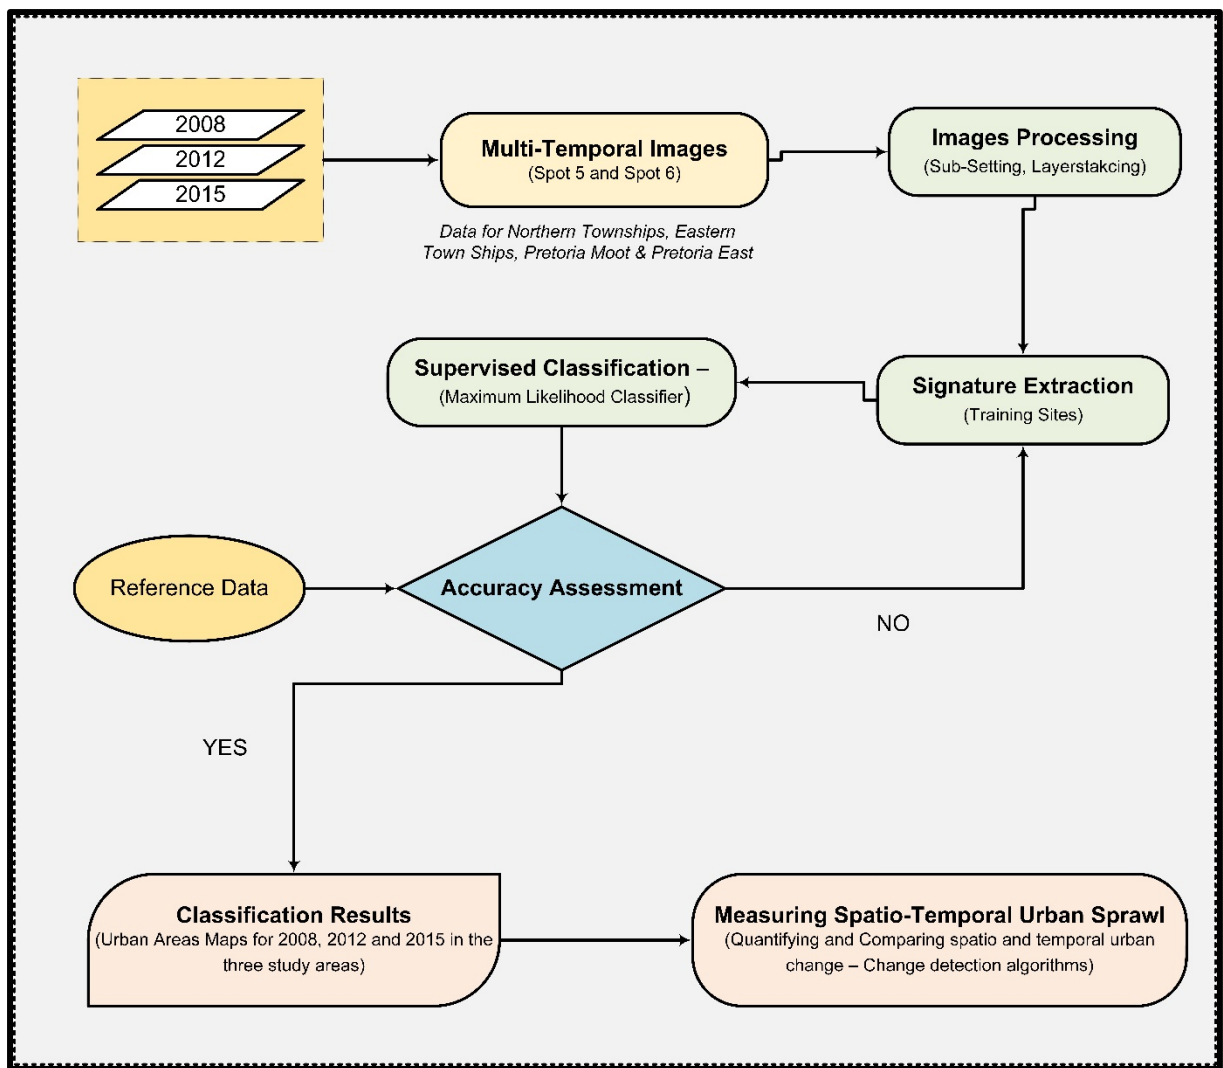 2008
2012
2015
Multi-Temporal Images
(Spot 5 and Spot 6)
Data for Northern Townships, Eastern
Town Ships, Pretoria Moot & Pretoria East
Images Processing
(Sub-Setting, Layerstakcing)
Supervised Classification –
(Maximum Likelihood Classifier)
Signature Extraction
(Training Sites)
Reference Data
Accuracy Assessment
NO
YES
Classification Results
(Urban Areas Maps for 2008, 2012 and 2015 in the
three study areas)
Measuring Spatio-Temporal Urban Sprawl
(Quantifying and Comparing spatio and temporal urban
change – Change detection algorithms)